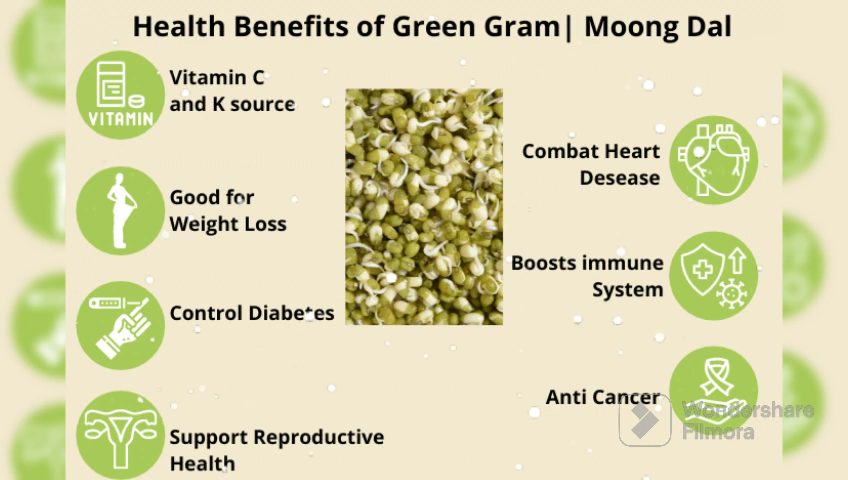 Health Benefits of Green Gram| Moong Dal
VITAMIN
Vitamin C
and K source
Good for
Weight Loss
Control Diabetes
Support Reproductive
Health
Combat Heart
Desease
Boosts immune
System
Anti Cancer
Wondershare
Filmora